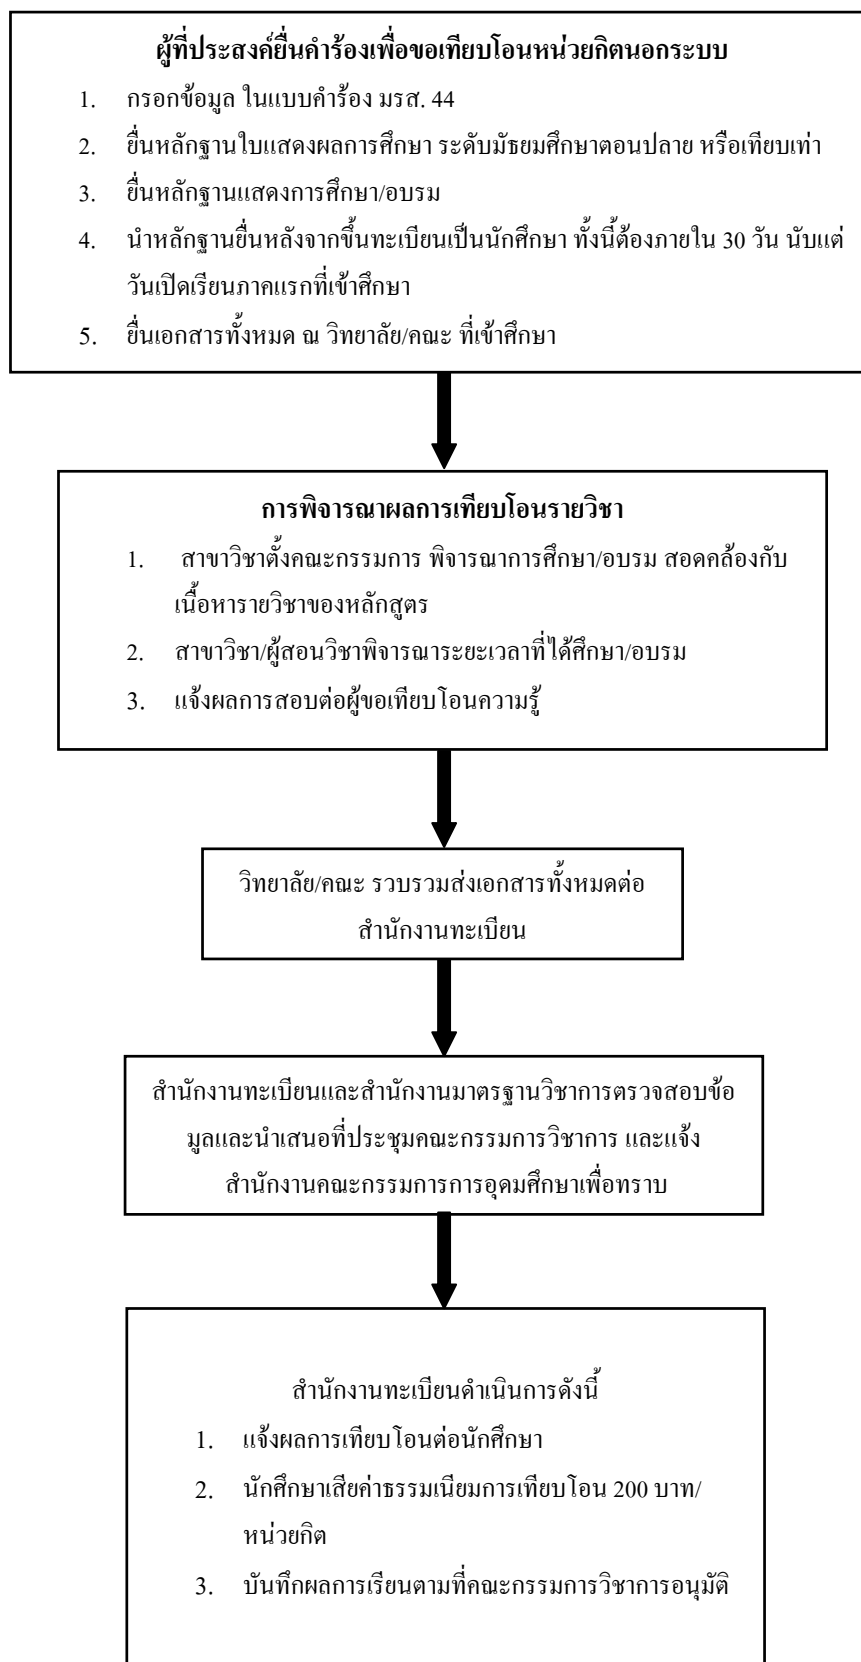 ผู้ที่ประสงค์ยื่นคำร้องเพื่อขอเทียบโอนหน่วยกิตนอกระบบ
1. กรอกข้อมูล ในแบบคำร้อง มรส. 44
2. ยื่นหลักฐานใบแสดงผลการศึกษา ระดับมัธยมศึกษาตอนปลาย หรือเทียบเท่า
3. ยื่นหลักฐานแสดงการศึกษา/อบรม
4. นำหลักฐานยื่นหลังจากขึ้นทะเบียนเป็นนักศึกษา ทั้งนี้ต้องภายใน 30 วัน นับแต่
วันเปิดเรียนภาคแรกที่เข้าศึกษา
5. ยื่นเอกสารทั้งหมด ณ วิทยาลัย/คณะ ที่เข้าศึกษา
การพิจารณาผลการเทียบโอนรายวิชา
1. สาขาวิชาตั้งคณะกรรมการ พิจารณาการศึกษา/อบรม สอดคล้องกับ
เนื้อหารายวิชาของหลักสูตร
2. สาขาวิชา/ผู้สอนวิชาพิจารณาระยะเวลาที่ได้ศึกษา/อบรม
3. แจ้งผลการสอบต่อผู้ขอเทียบโอนความรู้
วิทยาลัย/คณะ รวบรวมส่งเอกสารทั้งหมดต่อ
สำนักงานทะเบียน
สำนักงานทะเบียนและสำนักงานมาตรฐานวิชาการตรวจสอบข้อ
มูลและนำเสนอที่ประชุมคณะกรรมการวิชาการ และแจ้ง
สำนักงานคณะกรรมการการอุดมศึกษาเพื่อทราบ
สำนักงานทะเบียนดำเนินการดังนี้
1. แจ้งผลการเทียบโอนต่อนักศึกษา
2. นักศึกษาเสียค่าธรรมเนียมการเทียบโอน 200 บาท/
หน่วยกิต
3. บันทึกผลการเรียนตามที่คณะกรรมการวิชาการอนุมัติ